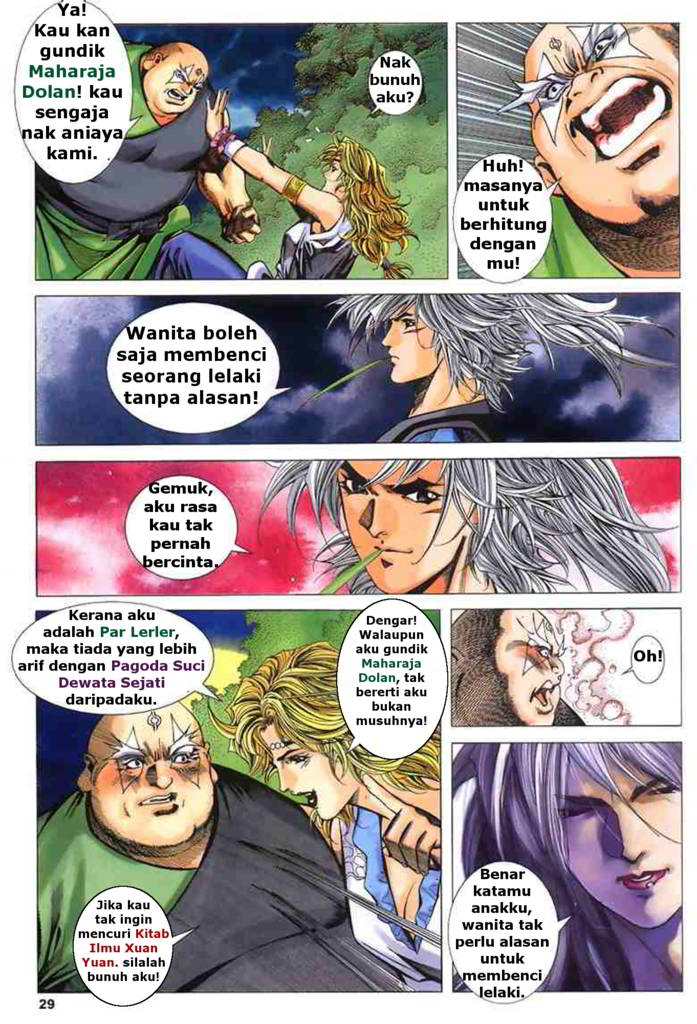 Ya!
Kau kan
gundik
Maharaja
Dolan! kau
sengaja
nak aniaya
kami.
Nak
bunuh
aku?
Huh!
masanya
untuk
berhitung
dengan
mu!
Wanita boleh
saja membenci
seorang lelaki
tanpa alasan!
Gemuk,
aku rasa
kau tak
pernah
bercinta.
Kerana aku
adalah Par Lerler,
maka tiada yang lebih
arif dengan Pagoda Suci
Dewata Sejati
daripadaku.
Dengar!
Walaupun
aku gundik
Maharaja
Dolan, tak
bererti aku
bukan
musuhnya!
Oh!
Jika kau
tak ingin
mencuri Kitab
Ilmu Xuan
Yuan. silalah
bunuh aku!
Benar
katamu
anakku,
wanita tak
perlu alasan
untuk
membenci
lelaki.
29